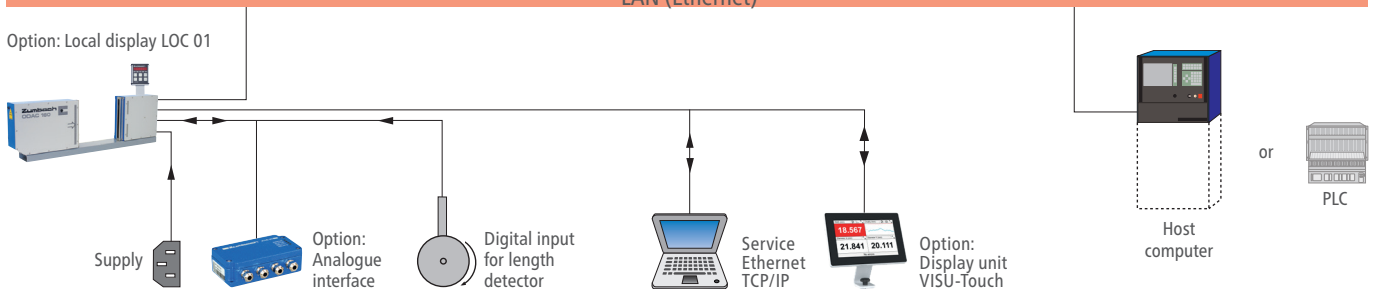 LAN (Ethernet)
Option: Local display LOC 01
Zumbach
ODAC 160
Supply
Option:
Analogue
interface
Digital input
for length
detector
Service
Ethernet
TCP/IP
18.567
21.841 20.111
Option:
Display unit
VISU-Touch
Host
computer
or
PLC